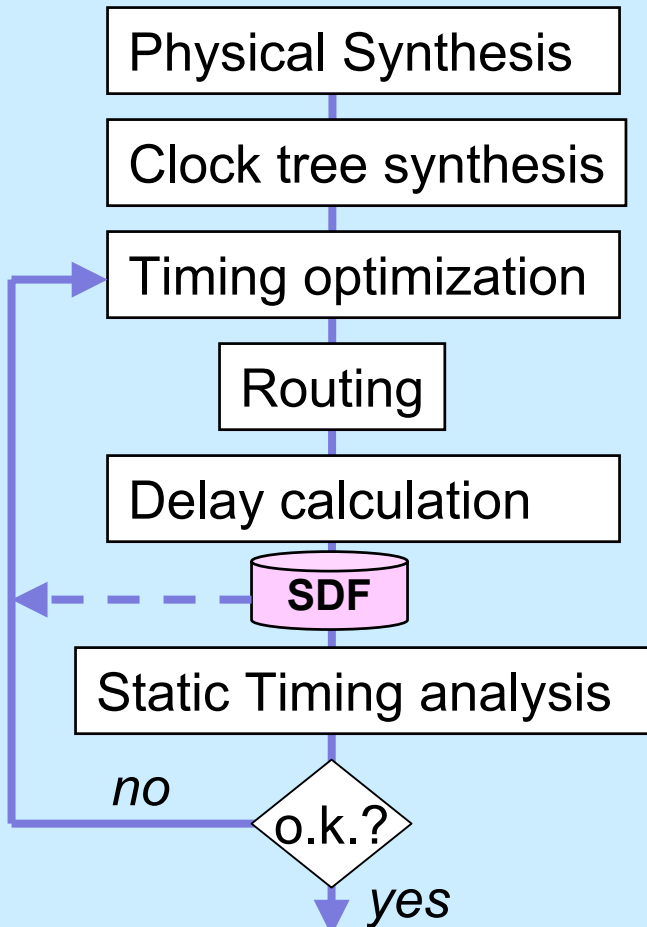 Physical Synthesis
Clock tree synthesis
Timing optimization
Routing
Delay calculation
SDF
Static Timing analysis
no
o.k.?
yes